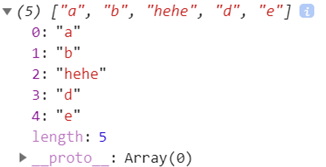 ▼ (5) ["a", "b", "hehe", "d", "e"] i
0: "a"
1: "b"
2: "hehe"
3: "d"
4: "e"
length: 5
▶ __proto__: Array(0)